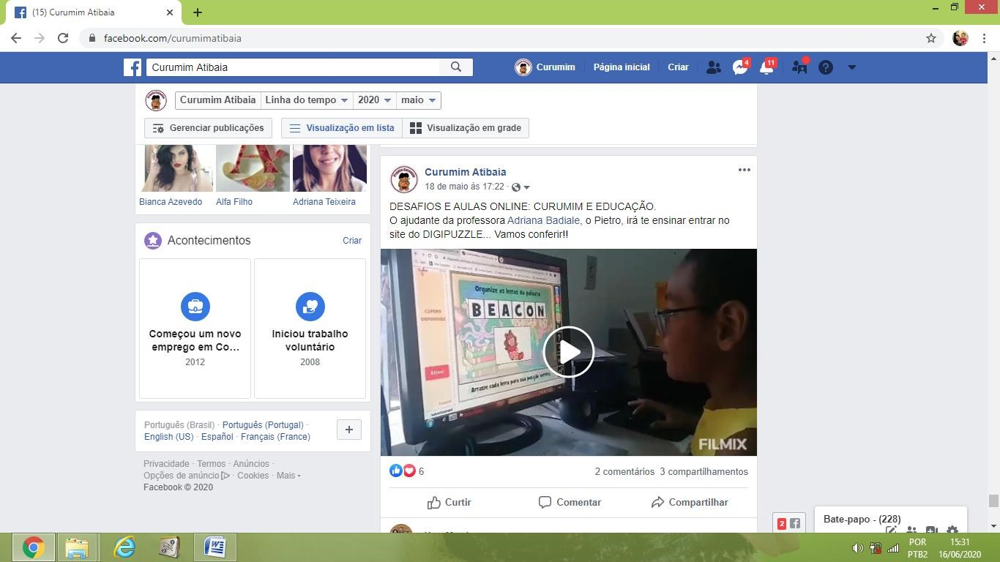 (15) Curumim Atibaia
facebook.com/curumimatibaia
Curumim Atibaia
Curumim
Página inicial
Criar
4
11
Curumim Atibaia
Linha do tempo
2020
maio
Gerenciar publicações
Visualização em lista
Visualização em grade
Bianca Azevedo
Alfa Filho
Adriana Teixeira
Acontecimentos
Criar
Começou um novo
emprego em Co...
2012
Iniciou trabalho
voluntário
2008
Português (Brasil) · Português (Portugal) ·
English (US) · Español · Français (France)
Privacidade · Termos · Anúncios ·
Opções de anúncio · Cookies · Mais
Facebook © 2020
Curumim Atibaia
18 de maio às 17:22 ·
DESAFIOS E AULAS ONLINE: CURUMIM E EDUCAÇÃO.
O ajudante da professora Adriana Badiale, o Pietro, irá te ensinar entrar no
site do DIGIPUZZLE... Vamos conferir!!
Organize as letras da palavra
BEACON
CUPONS
DISPONÍVEIS
Ativar
Arraste cada letra para sua posição correta.
FILMIX
6
2 comentários 3 compartilhamentos
Curtir
Comentar
Compartilhar
2
Bate-papo - (228)
POR
PTB2
15:31
16/06/2020